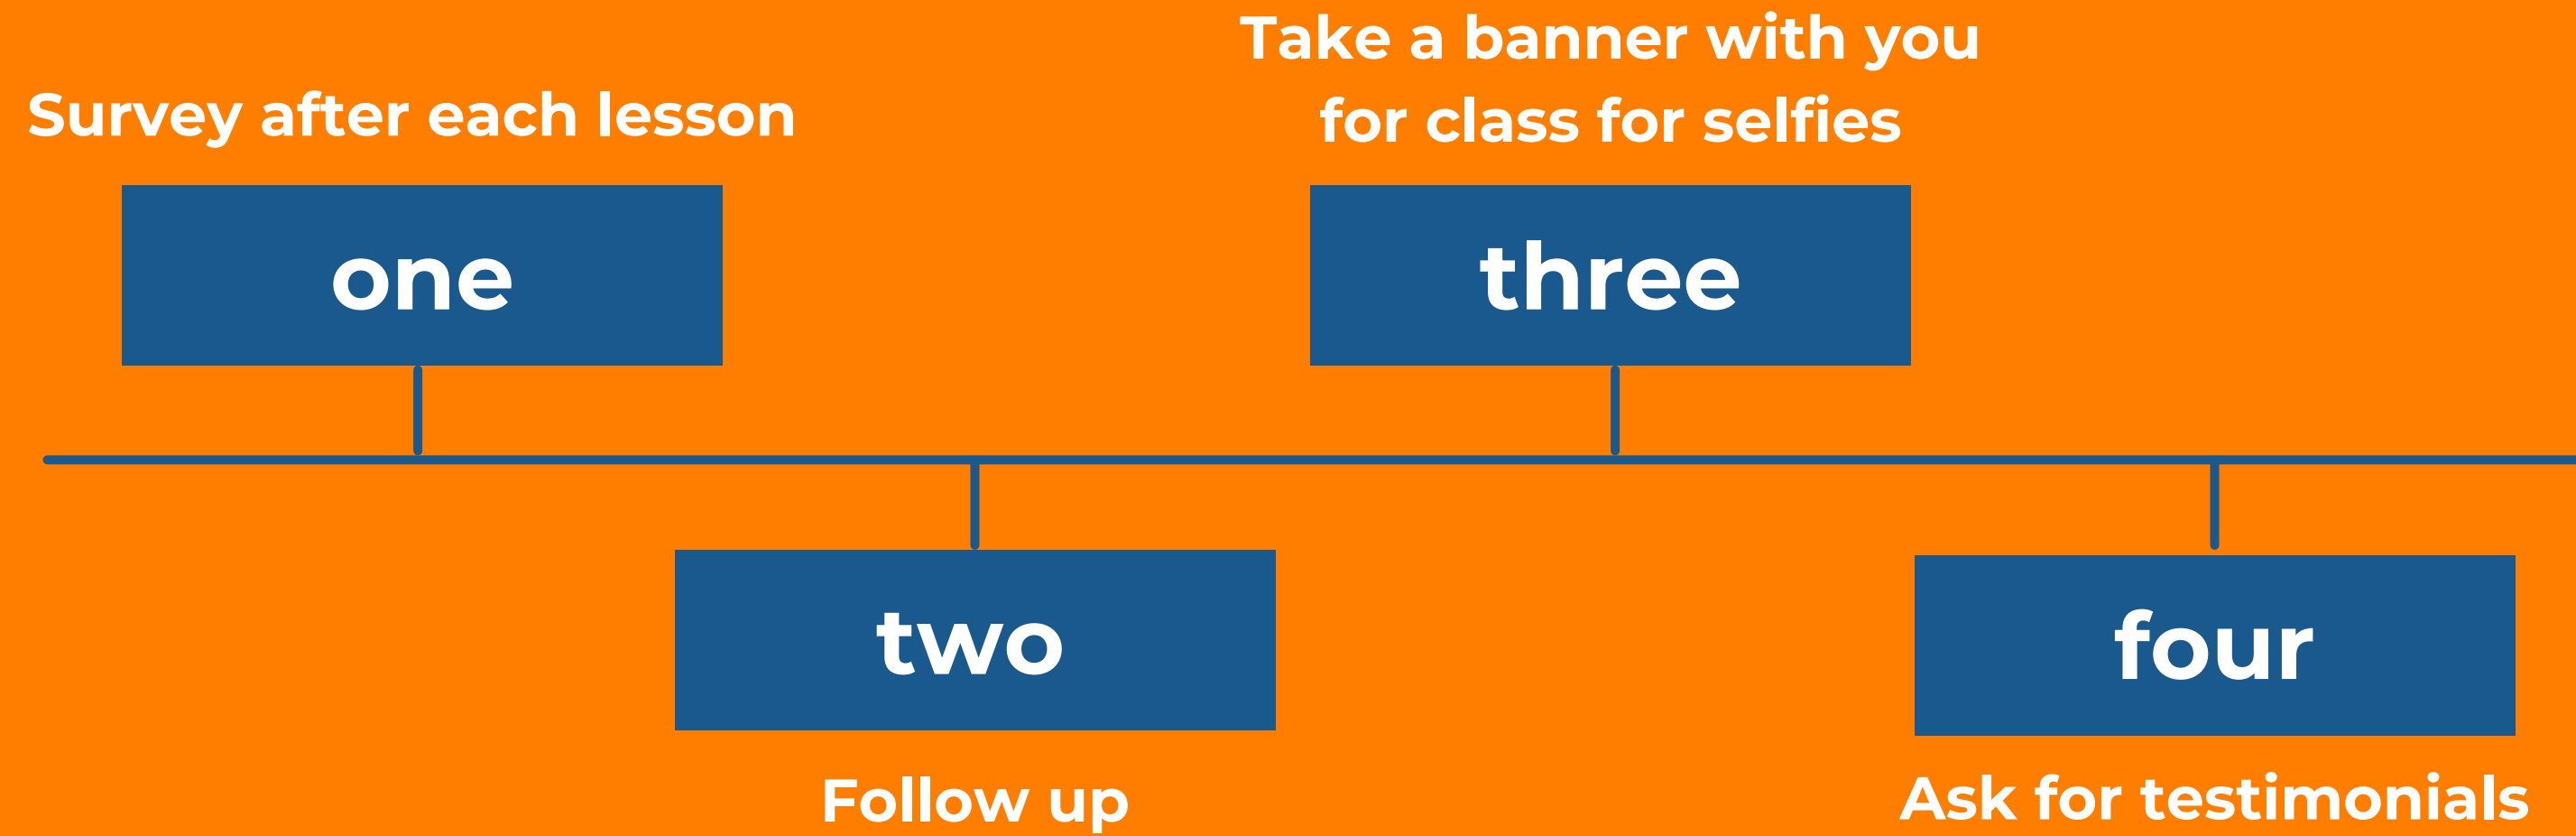 Survey after each lesson
one
two
Follow up
Take a banner with you
for class for selfies
three
four
Ask for testimonials